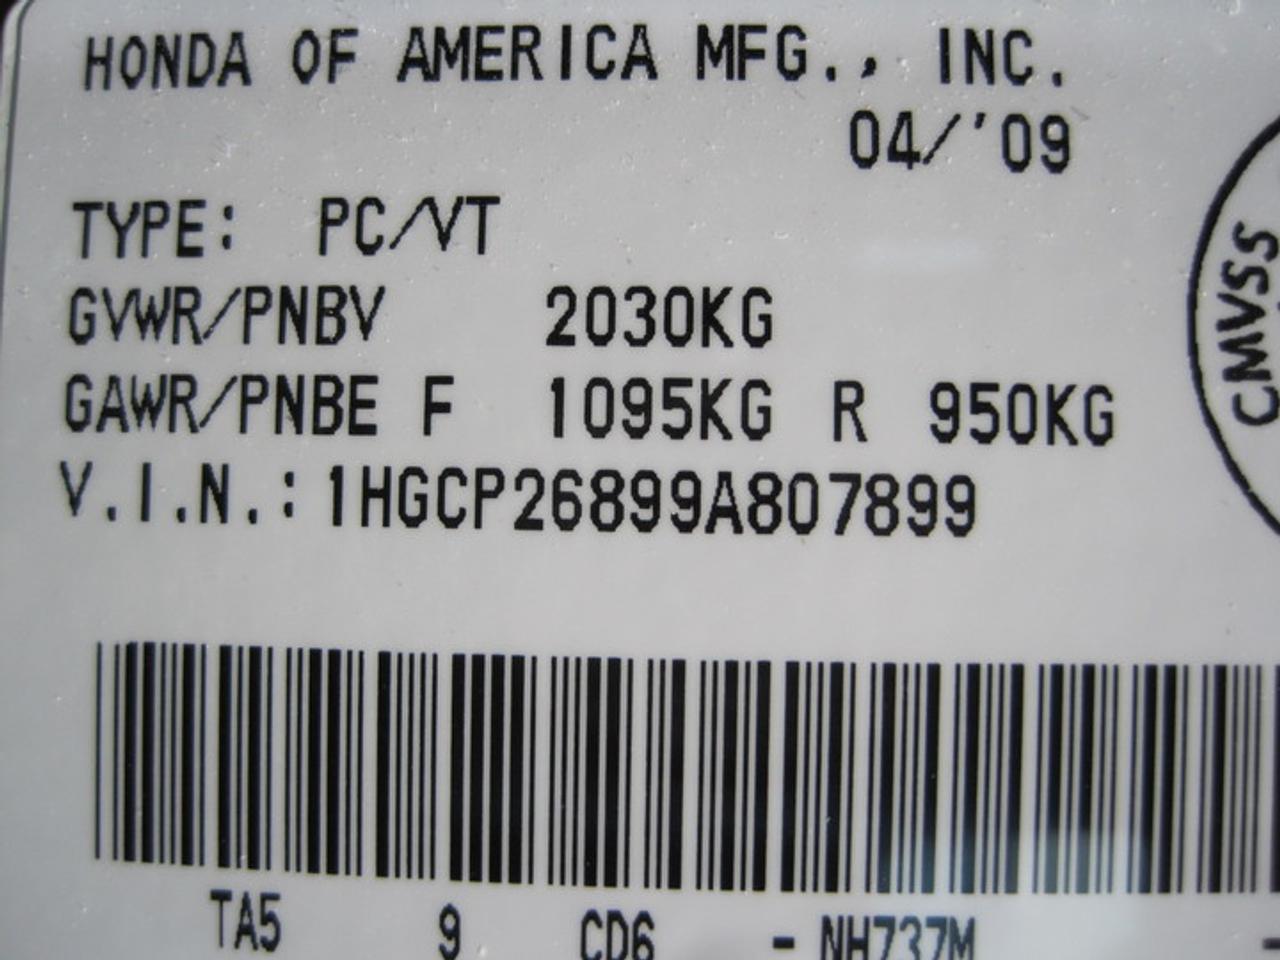 HONDA OF AMERICA MFG., INC.
04/'09
TYPE: PC/VT
GVWR/PNBV 2030KG
GAWR/PNBE F 1095KG R 950KG
V.I.N.: 1HGCP26899A807899
CMVSS
TA5 9 CD6 - NH737M -